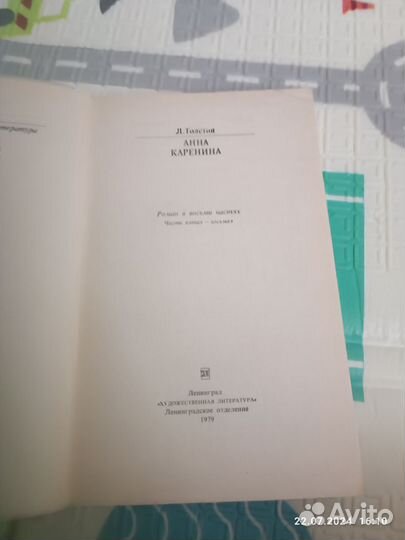 Л. Толстой
АННА
КАРЕНИНА
Роман в восьми частях
Части пятая — восьмая
Ленинград
«ХУДОЖЕСТВЕННАЯ ЛИТЕРАТУРА»
Ленинградское отделение
1979
22.07.2024 16:10
Avito